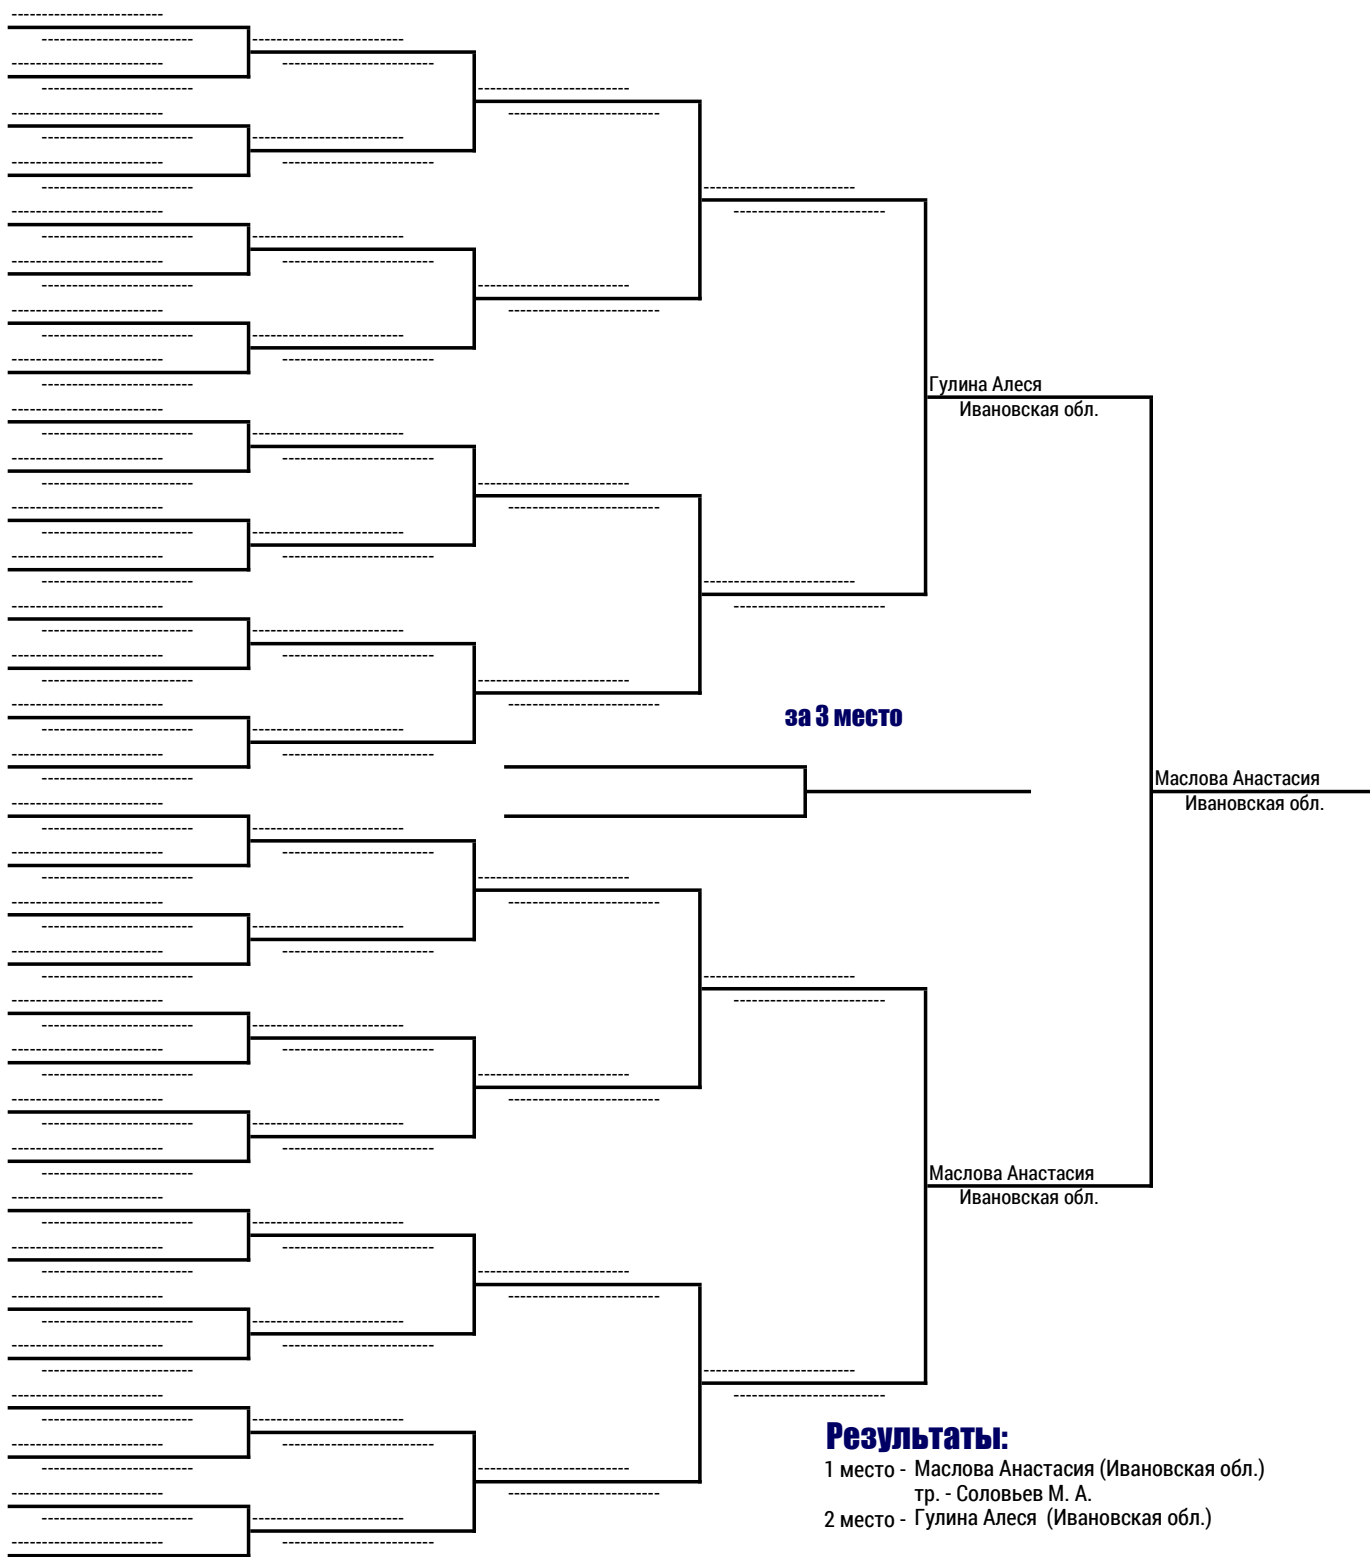 Гулина Алеся
Ивановская обл.
за 3 место
Маслова Анастасия
Ивановская обл.
Маслова Анастасия
Ивановская обл.
Результаты:
1 место - Маслова Анастасия (Ивановская обл.)
тр. - Соловьев М. А.
2 место - Гулина Алеся (Ивановская обл.)